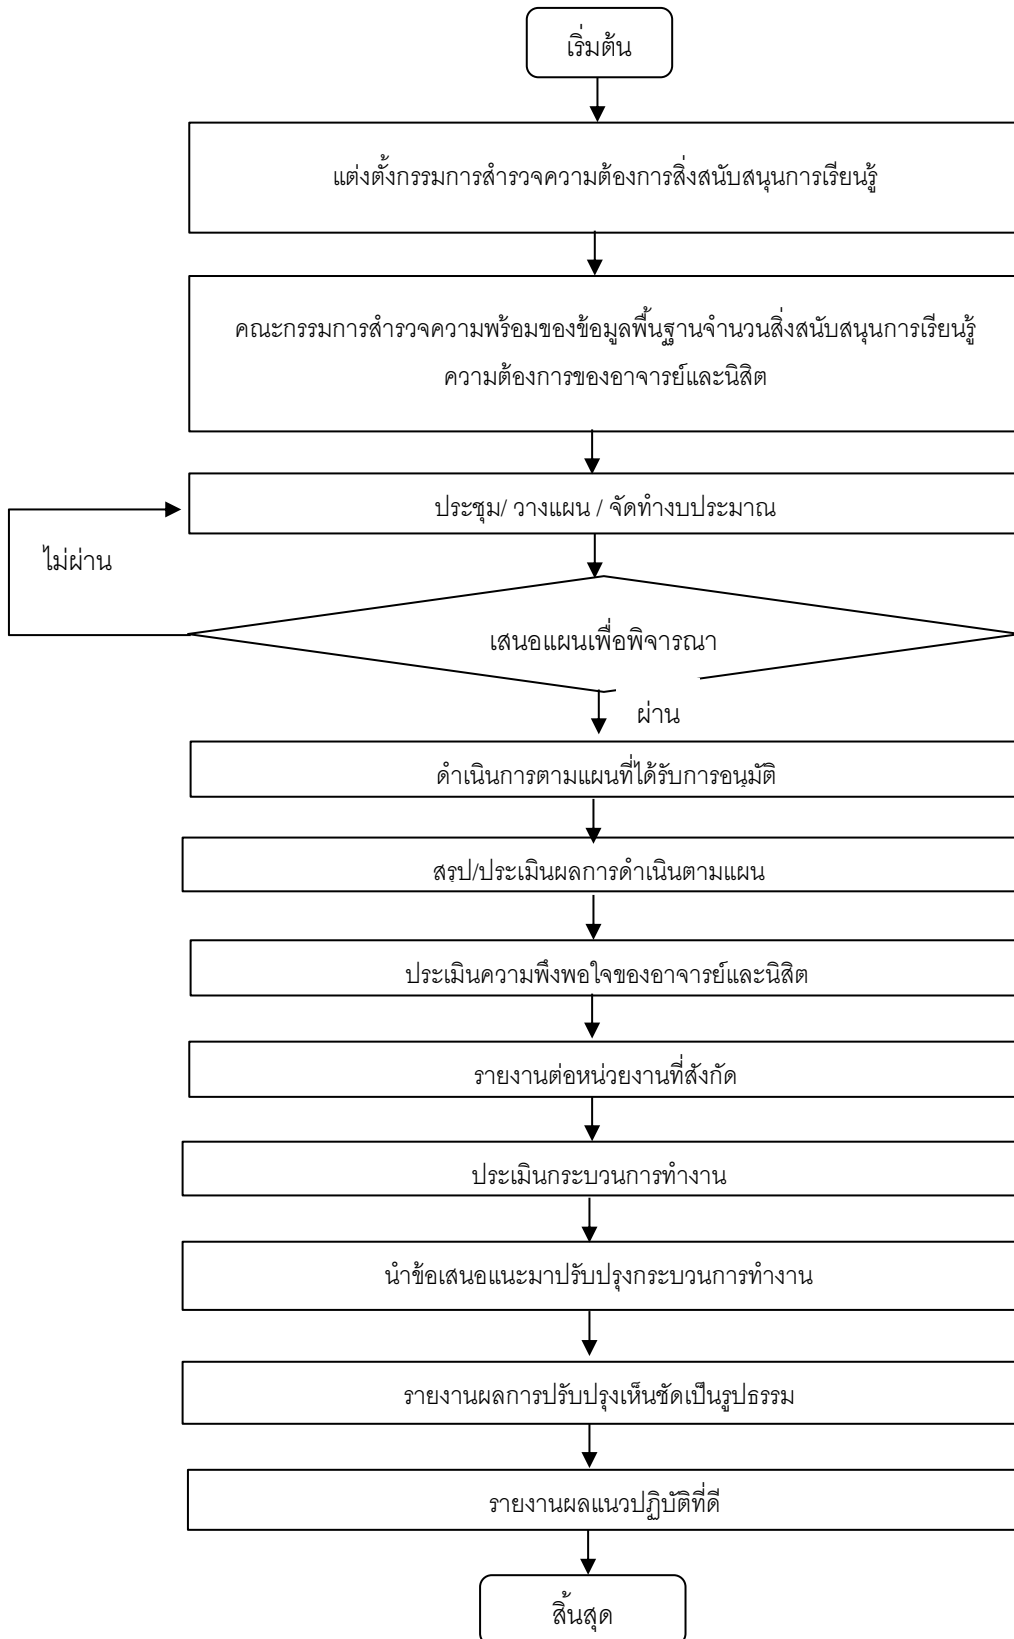 เริ่มต้น
แต่งตั้งกรรมการสำรวจความต้องการสิ่งสนับสนุนการเรียนรู้
คณะกรรมการสำรวจความพร้อมของข้อมูลพื้นฐานจำนวนสิ่งสนับสนุนการเรียนรู้
ความต้องการของอาจารย์และนิสิต
ประชุม/ วางแผน / จัดทำงบประมาณ
ไม่ผ่าน
เสนอแผนเพื่อพิจารณา
ผ่าน
ดำเนินการตามแผนที่ได้รับการอนุมัติ
สรุป/ประเมินผลการดำเนินตามแผน
ประเมินความพึงพอใจของอาจารย์และนิสิต
รายงานต่อหน่วยงานที่สังกัด
ประเมินกระบวนการทำงาน
นำข้อเสนอแนะมาปรับปรุงกระบวนการทำงาน
รายงานผลการปรับปรุงเห็นชัดเป็นรูปธรรม
รายงานผลแนวปฏิบัติที่ดี
สิ้นสุด